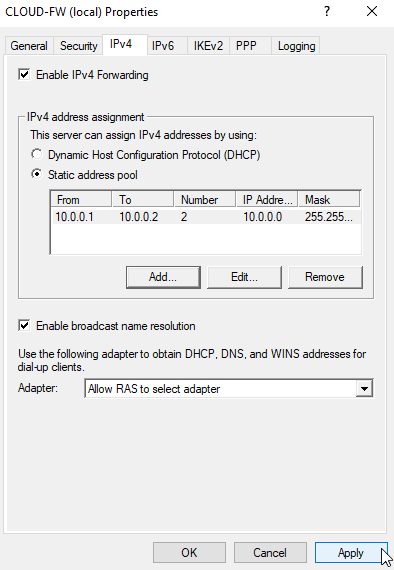 CLOUD-FW (local) Properties ?
General Security IPv4 IPv6 IKEv2 PPP Logging
Enable IPv4 Forwarding
IPv4 address assignment
This server can assign IPv4 addresses by using:
Dynamic Host Configuration Protocol (DHCP)
Static address pool
From To Number IP Addre... Mask
10.0.0.1 10.0.0.2 2 10.0.0.0 255.255...
Add... Edit... Remove
Enable broadcast name resolution
Use the following adapter to obtain DHCP, DNS, and WINS addresses for
dial-up clients.
Adapter: Allow RAS to select adapter
OK Cancel Apply